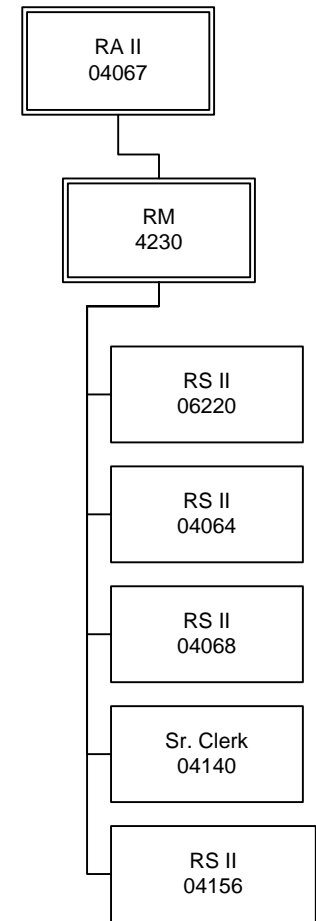 RA II
04067
RM
4230
RS II
06220
RS II
04064
RS II
04068
Sr. Clerk
04140
RS II
04156